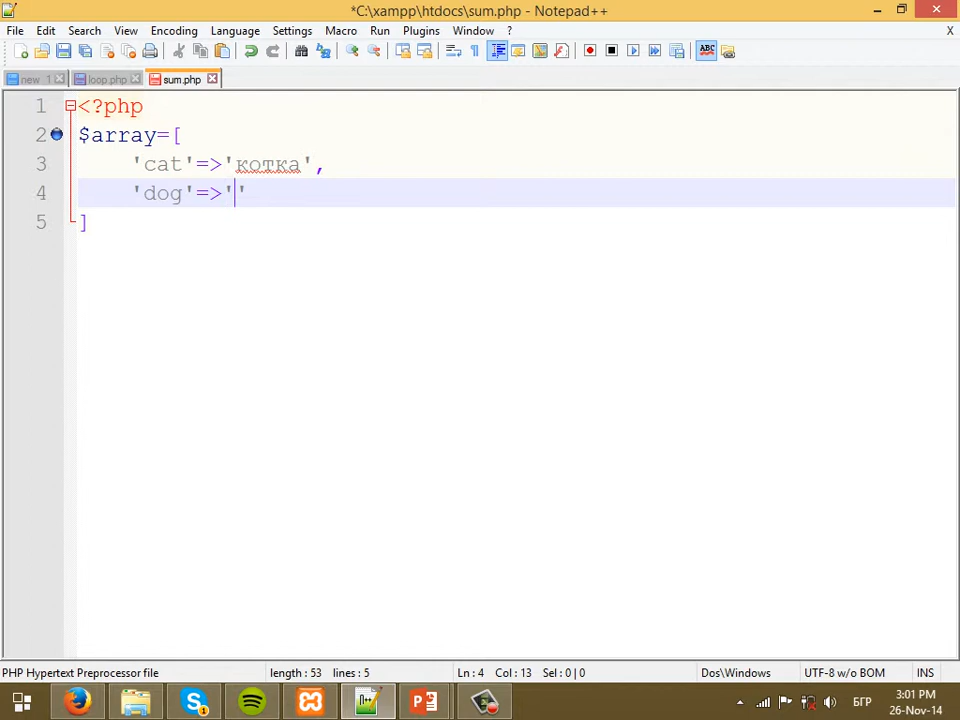 *C:\xampp\htdocs\sum.php - Notepad++
File Edit Search View Encoding Language Settings Macro Run Plugins Window ? X
new 1 loop.php sum.php
1 <?php
2 $array=[
3 'cat'=>'котка',
4 'dog'=>''
5 ]
PHP Hypertext Preprocessor file length : 53 lines : 5 Ln : 4 Col : 13 Sel : 0 | 0 Dos\Windows UTF-8 w/o BOM INS
БГР 3:01 PM
26-Nov-14